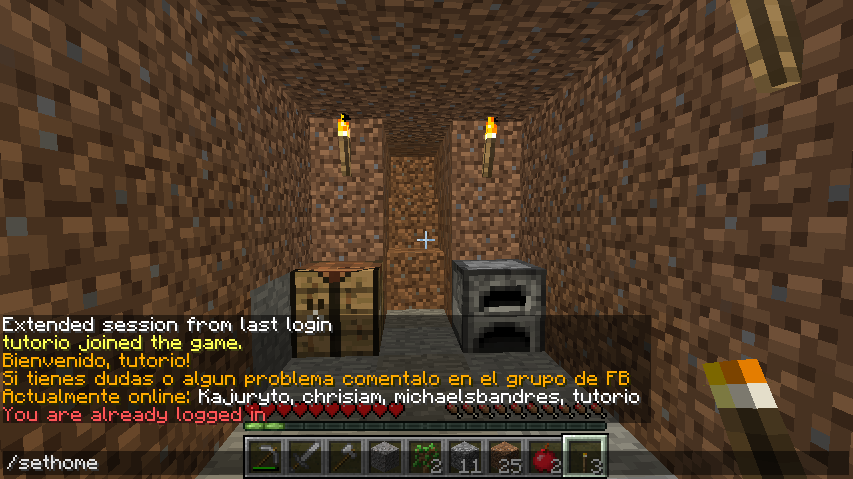 Extended session from last login
tutorio joined the game.
Bienvenido, tutorio!
Si tienes dudas o algun problema comentalo en el grupo de FB
Actualmente online: Kajuryto, chrisiam, michaelsbandres, tutorio
You are already logged in
2 11 25 2 3
/sethome